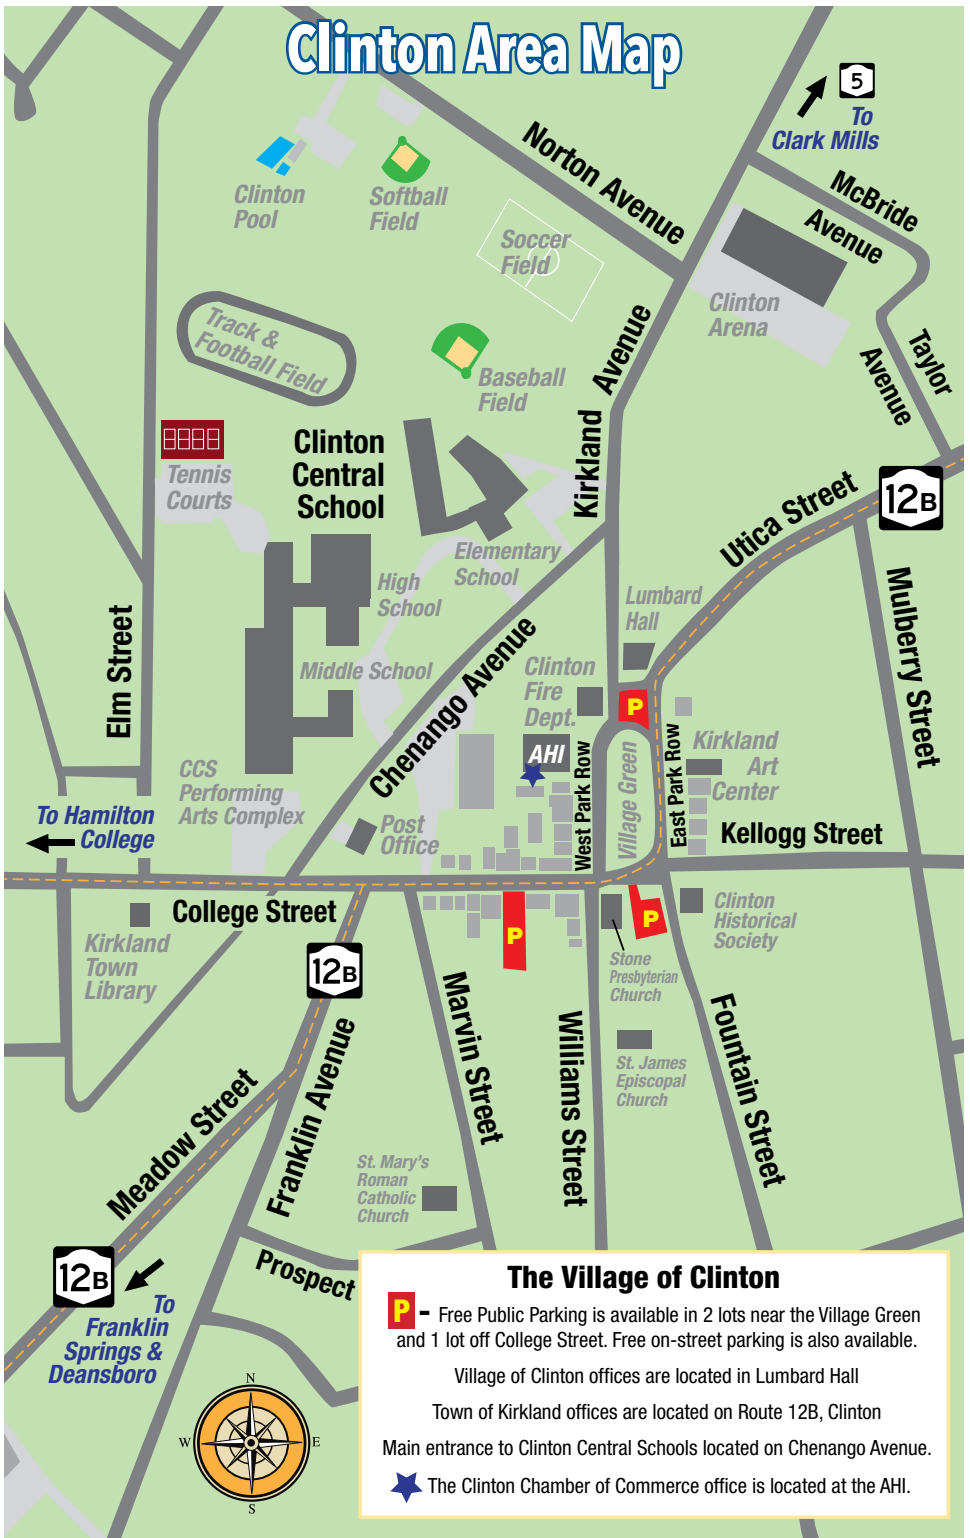 Clinton Area Map
5
To
Clark Mills
Norton Avenue
McBride
Avenue
Clinton
Pool
Softball
Field
Soccer
Field
Clinton
Arena
Track &
Football Field
Kirkland
Avenue
Taylor
Avenue
Baseball
Field
Clinton
Central
School
Tennis
Courts
12B
Utica Street
Elementary
School
High
School
Lumbard
Hall
Mulberry Street
Elm Street
Middle School
Chenango Avenue
Clinton
Fire
Dept.
P
AHI
West Park Row
Village Green
East Park Row
Kirkland
Art
Center
CCS
Performing
Arts Complex
To Hamilton
College
Post
Office
Kellogg Street
College Street
Kirkland
Town
Library
12B
P
P
Clinton
Historical
Society
Stone
Presbyterian
Church
Marvin Street
Williams Street
Fountain Street
St. James
Episcopal
Church
Meadow Street
Franklin Avenue
St. Mary's
Roman
Catholic
Church
12B
Prospect
To
Franklin
Springs &
Deansboro
N
W
E
S
The Village of Clinton
P - Free Public Parking is available in 2 lots near the Village Green
and 1 lot off College Street. Free on-street parking is also available.
Village of Clinton offices are located in Lumbard Hall
Town of Kirkland offices are located on Route 12B, Clinton
Main entrance to Clinton Central Schools located on Chenango Avenue.
The Clinton Chamber of Commerce office is located at the AHI.